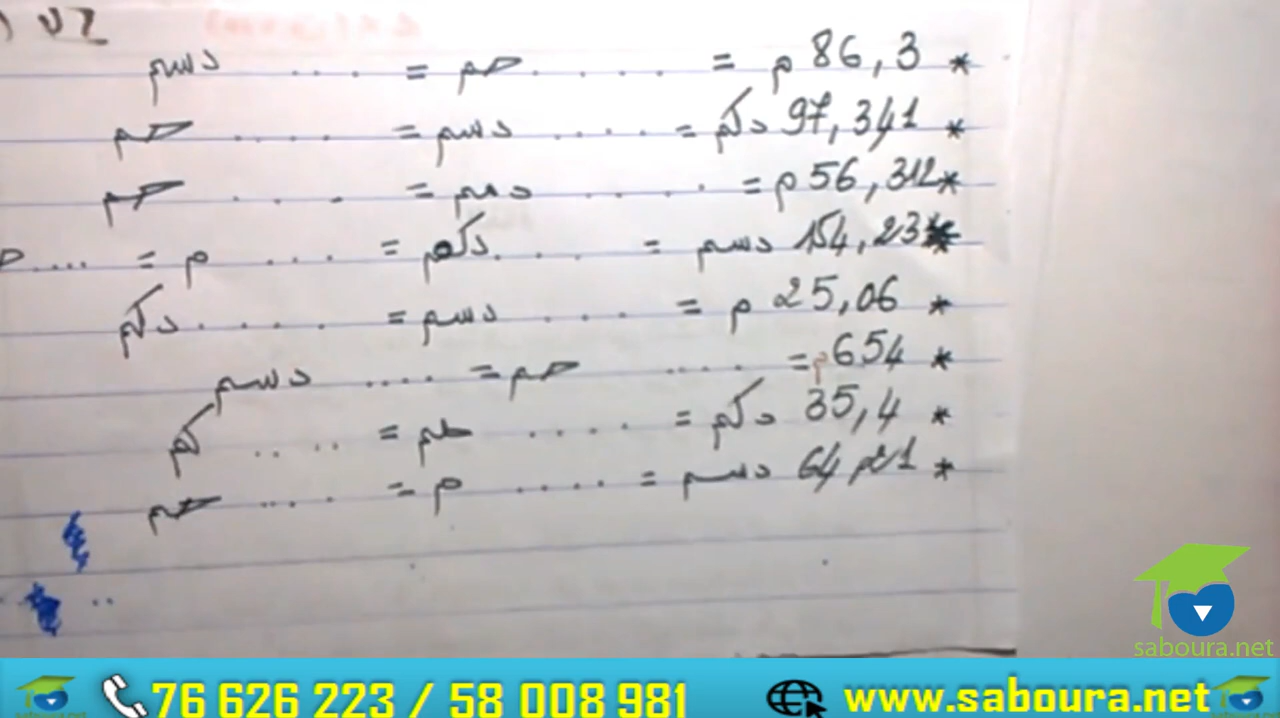 * 86,3 م = ..... صم = .... دسم
* 97,341 دكم = ..... دسم = .... صم
* 56,312 م = ..... دسم = .... صم
* 154,23 دسم = .... دكم = .... م = ....
* 25,06 م = .... دسم = ..... دكم
* 654 م = .... صم = .... دسم
* 35,4 دكم = .... صم = .... كم
* دسم = .... م = .... صم
saboura.net
76 626 223 / 58 008 981
www.saboura.net